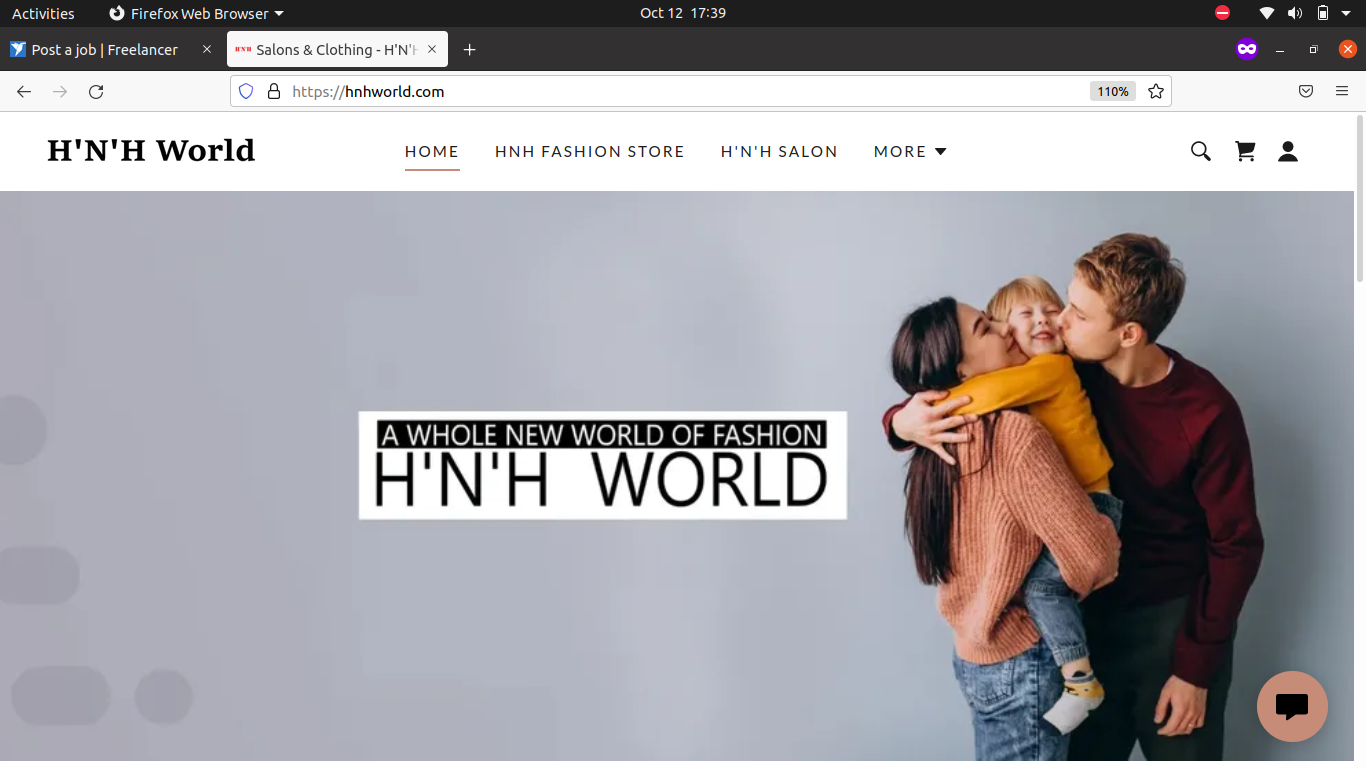 Activities
Firefox Web Browser
Oct 12 17:39
Post a job | Freelancer
H'N'H
Salons & Clothing - H'N'H
https://hnhworld.com
110%
H'N'H World
HOME
HNH FASHION STORE
H'N'H SALON
MORE
A WHOLE NEW WORLD OF FASHION
H'N'H WORLD